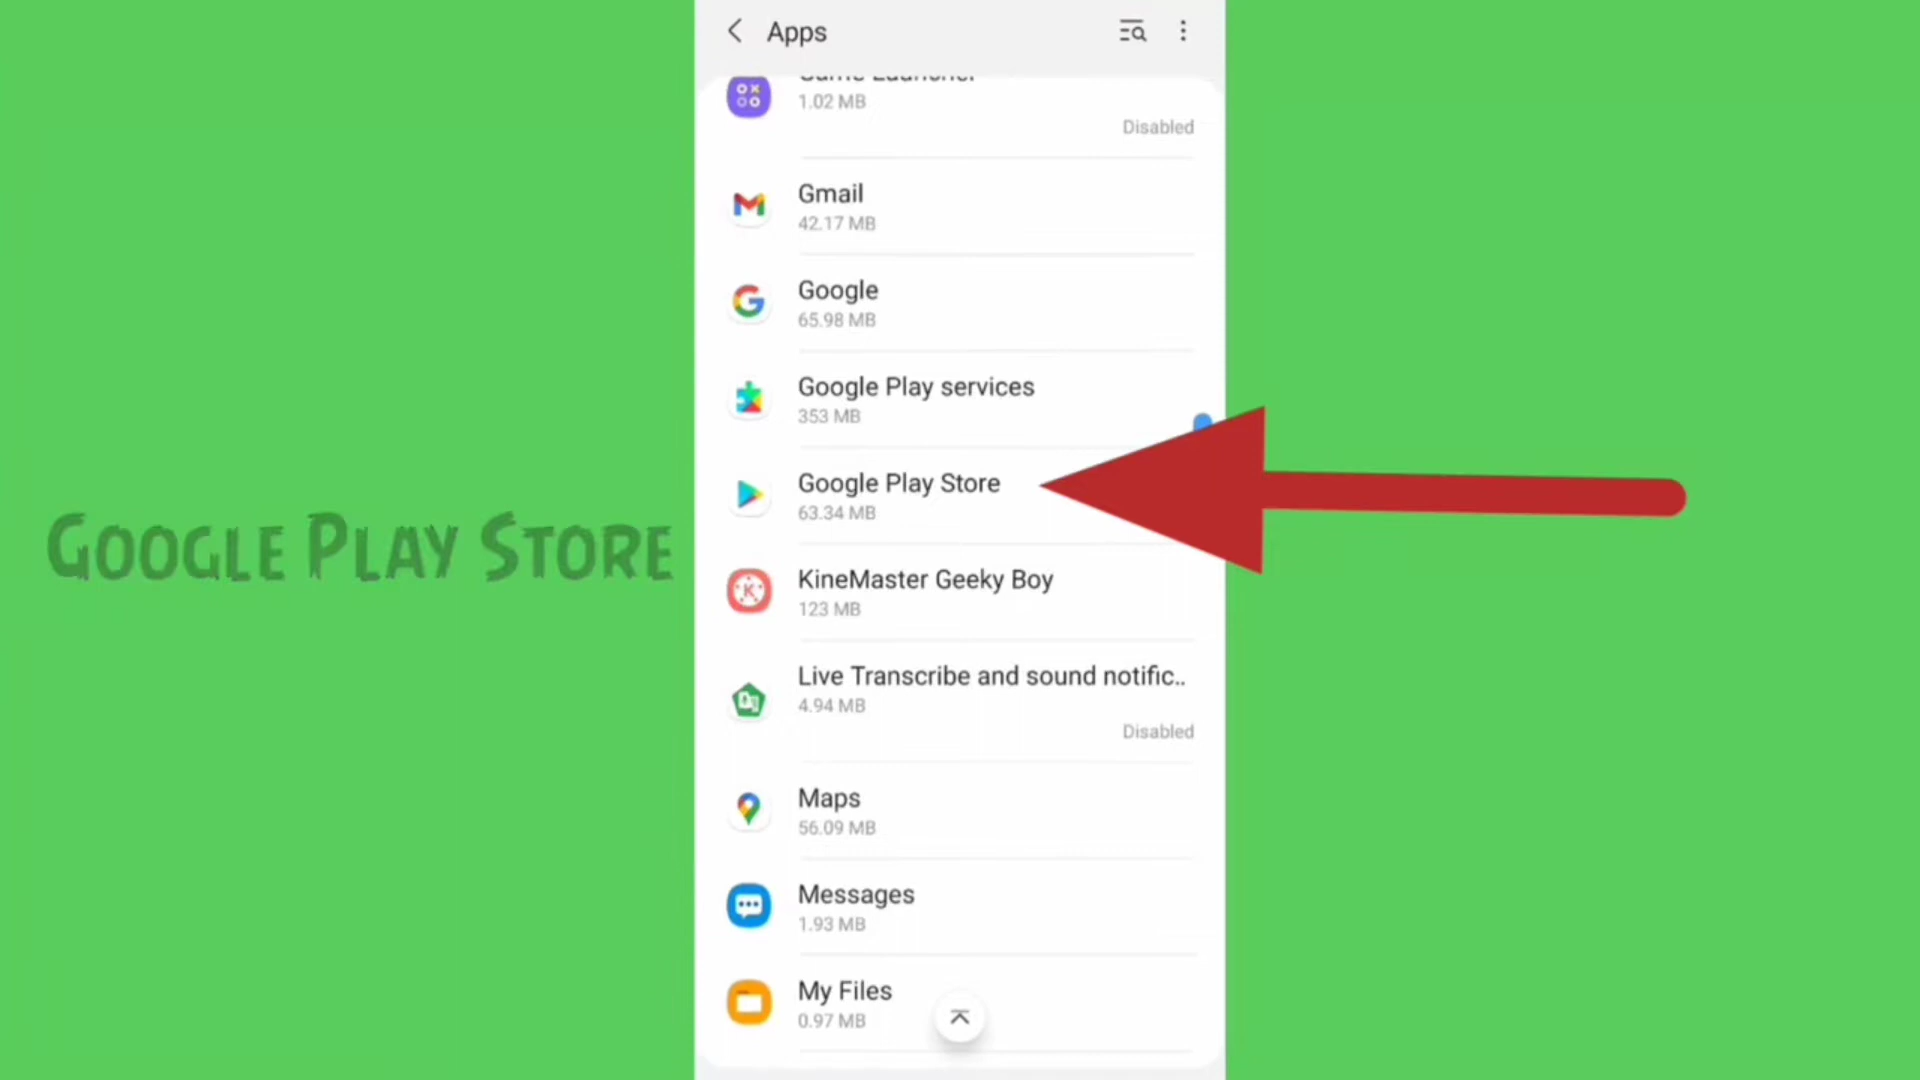 Apps
Game Launcher
1.02 MB
Disabled
Gmail
42.17 MB
Google
65.98 MB
Google Play services
353 MB
Google Play Store
63.34 MB
GOOGLE PLAY STORE
KineMaster Geeky Boy
123 MB
Live Transcribe and sound notific..
4.94 MB
Disabled
Maps
56.09 MB
Messages
1.93 MB
My Files
0.97 MB